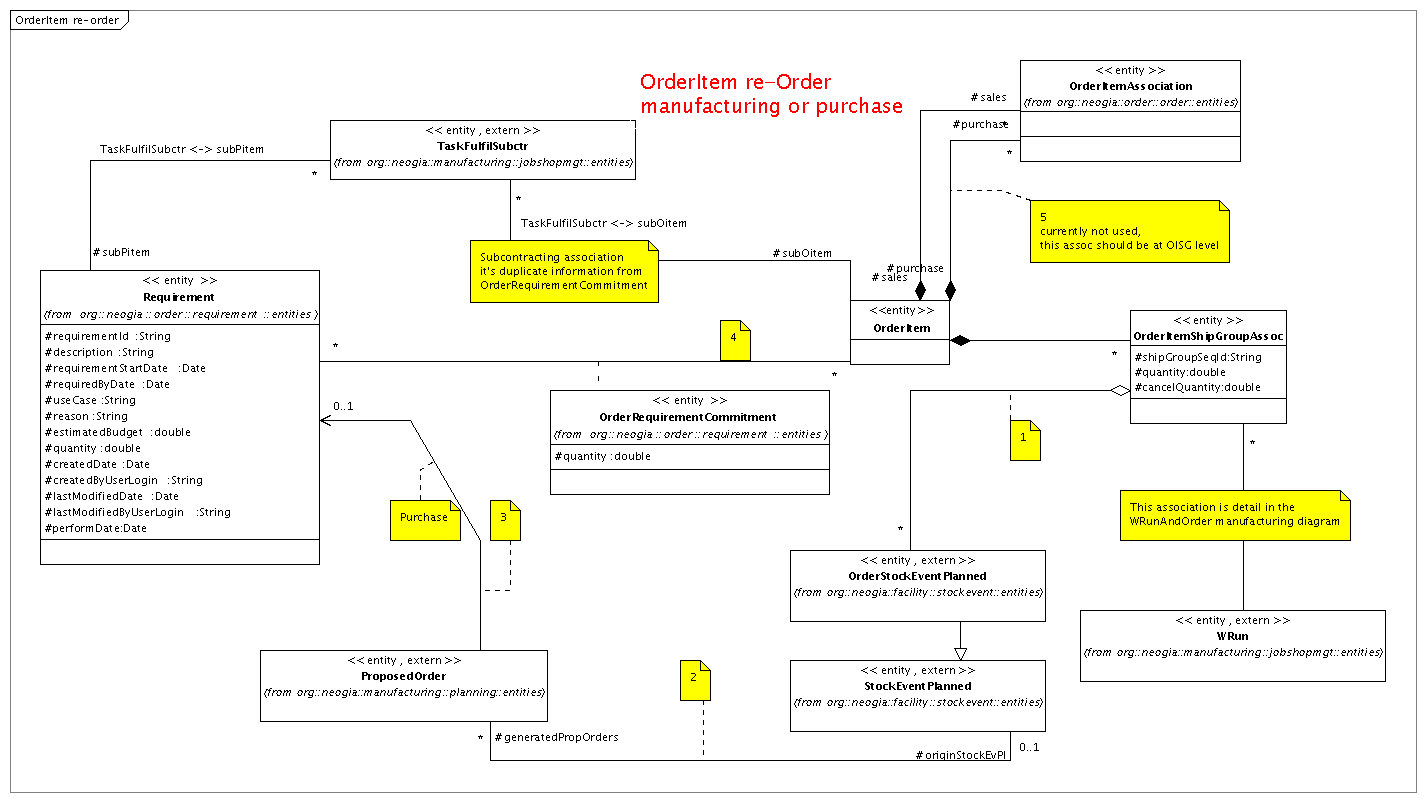 OrderItem re-order
OrderItem re-Order
manufacturing or purchase
<< entity >>
OrderItemAssociation
(from org::neogia::order::order::entities)
# sales
#purchase
*
*
<< entity , extern >>
TaskFulfilSubctr
(from org::neogia::manufacturing::jobshopmgt::entities)
TaskFulfilSubctr <-> subPitem
*
*
TaskFulfilSubctr <-> subOitem
5
currently not used,
this assoc should be at OISG level
# subPitem
Subcontracting association
it's duplicate information from
OrderRequirementCommitment
# subOitem
#purchase
# sales
<< entity >>
Requirement
(from org::neogia::order::requirement ::entities )
#requirementId :String
#description :String
#requirementStartDate :Date
#requiredByDate :Date
#useCase :String
#reason :String
#estimatedBudget :double
#quantity :double
#createdDate :Date
#createdByUserLogin :String
#lastModifiedDate :Date
#lastModifiedByUserLogin :String
#performDate:Date
<<entity>>
OrderItem
<< entity >>
OrderItemShipGroupAssoc
#shipGroupSeqId:String
#quantity:double
#cancelQuantity:double
*
4
*
*
<< entity >>
OrderRequirementCommitment
(from org::neogia::order::requirement ::entities )
#quantity :double
0..1
1
*
Purchase
3
This association is detail in the
WRunAndOrder manufacturing diagram
*
<< entity , extern >>
OrderStockEventPlanned
(from org::neogia::facility::stockevent::entities)
<< entity , extern >>
WRun
(from org::neogia::manufacturing::jobshopmgt::entities)
<< entity , extern >>
ProposedOrder
(from org::neogia::manufacturing::planning::entities)
2
<< entity , extern >>
StockEventPlanned
(from org::neogia::facility::stockevent::entities)
*
# generatedPropOrders
# originStockEvPl
0..1